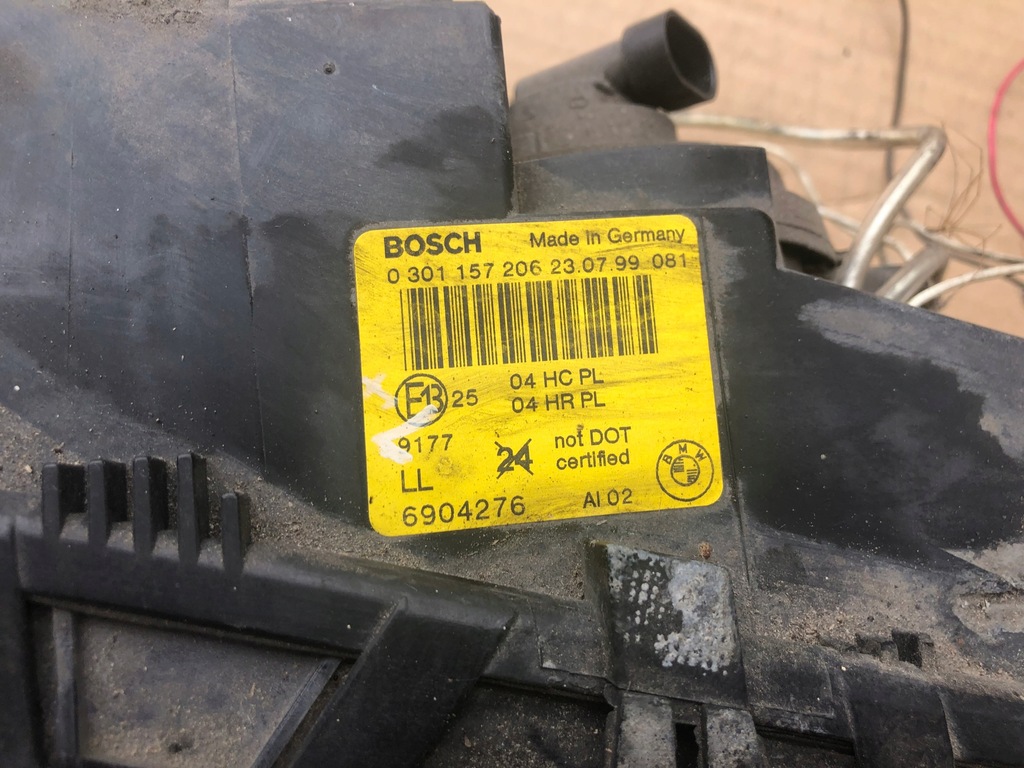 BOSCH Made in Germany
0 301 157 206 23.07.99 081
E13 25 04 HC PL
04 HR PL
9177 24 not DOT
certified
LL
6904276 AI 02
BMW